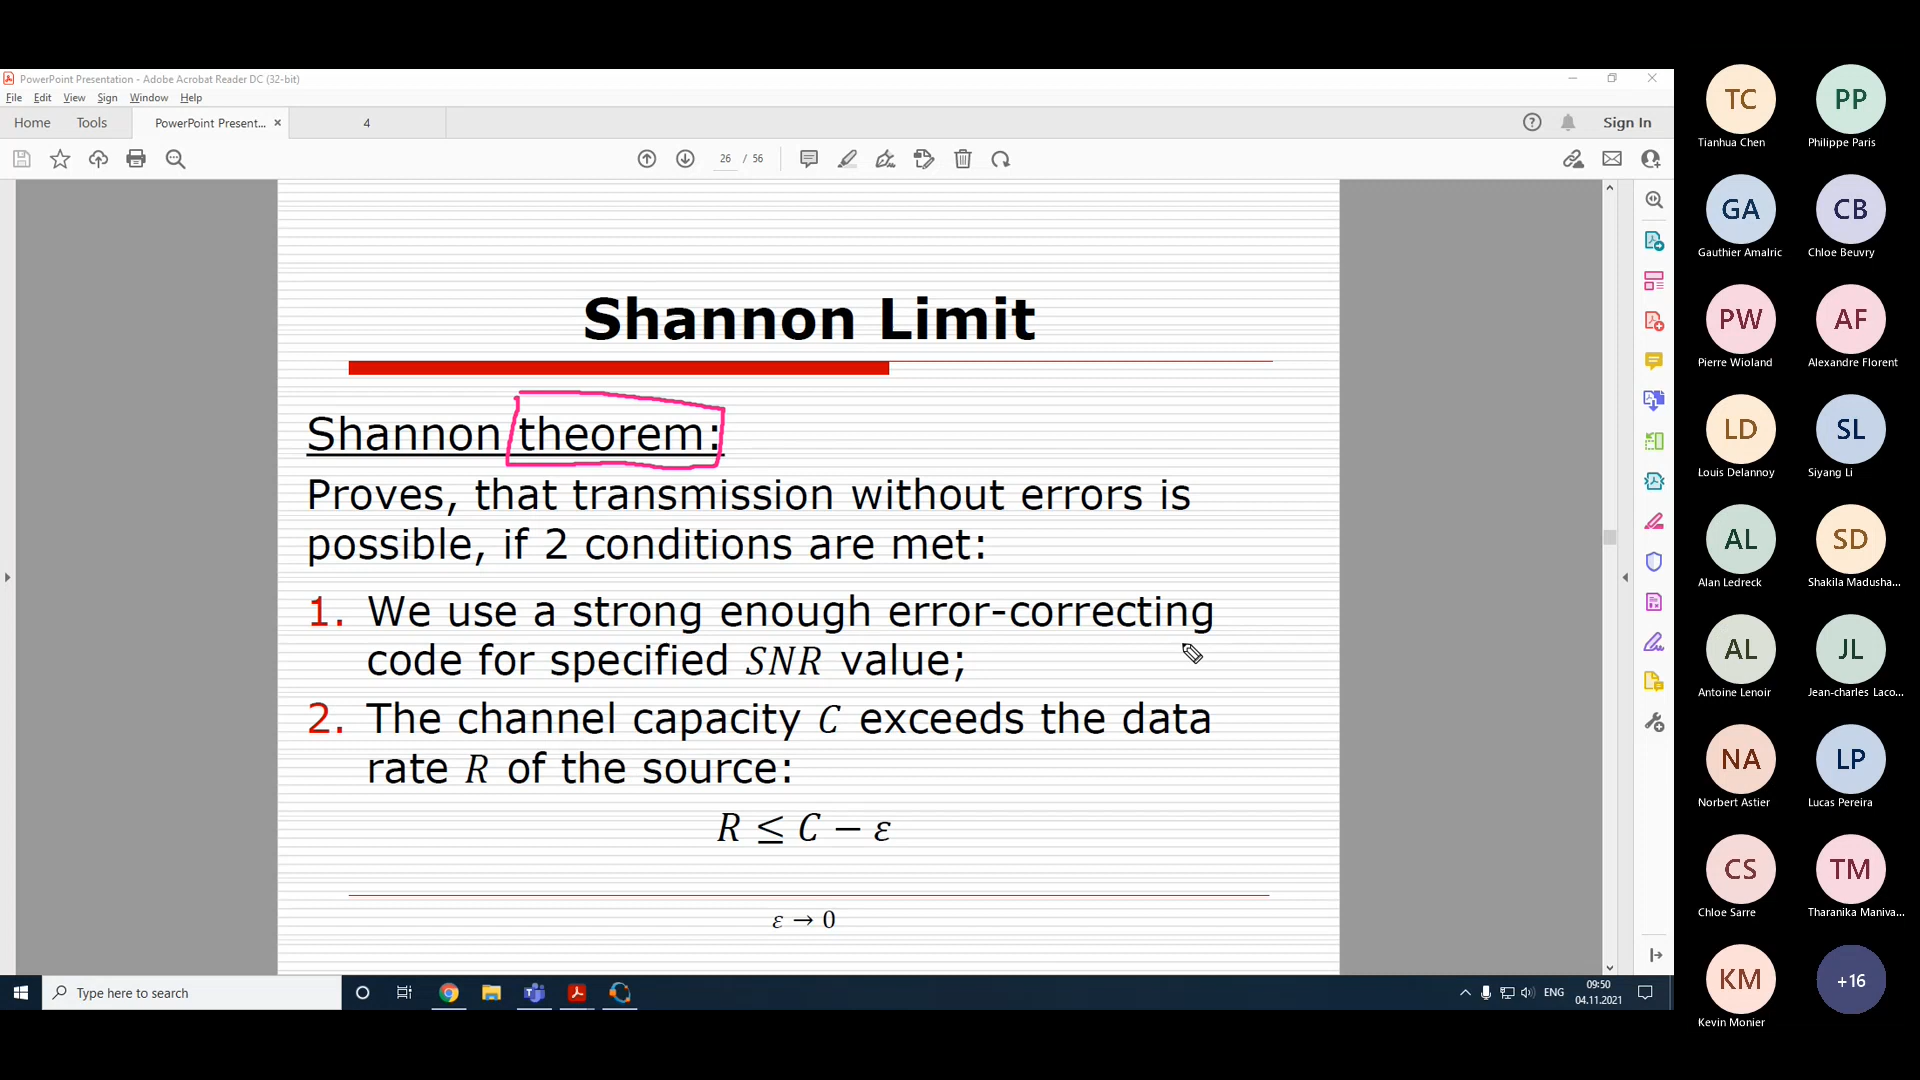 PowerPoint Presentation - Adobe Acrobat Reader DC (32-bit)
File Edit View Sign Window Help
Home Tools PowerPoint Present... × 4 Sign In
26 / 56
Shannon Limit
Shannon theorem:
Proves, that transmission without errors is
possible, if 2 conditions are met:
1. We use a strong enough error-correcting
code for specified SNR value;
2. The channel capacity C exceeds the data
rate R of the source:
R ≤ C − ε
ε → 0
Type here to search
ENG
09:50
04.11.2021
TC PP
Tianhua Chen Philippe Paris
GA CB
Gauthier Amalric Chloe Beuvry
PW AF
Pierre Wioland Alexandre Florent
LD SL
Louis Delannoy Siyang Li
AL SD
Alan Ledreck Shakila Madusha...
AL JL
Antoine Lenoir Jean-charles Laco...
NA LP
Norbert Astier Lucas Pereira
CS TM
Chloe Sarre Tharanika Maniva...
KM +16
Kevin Monier